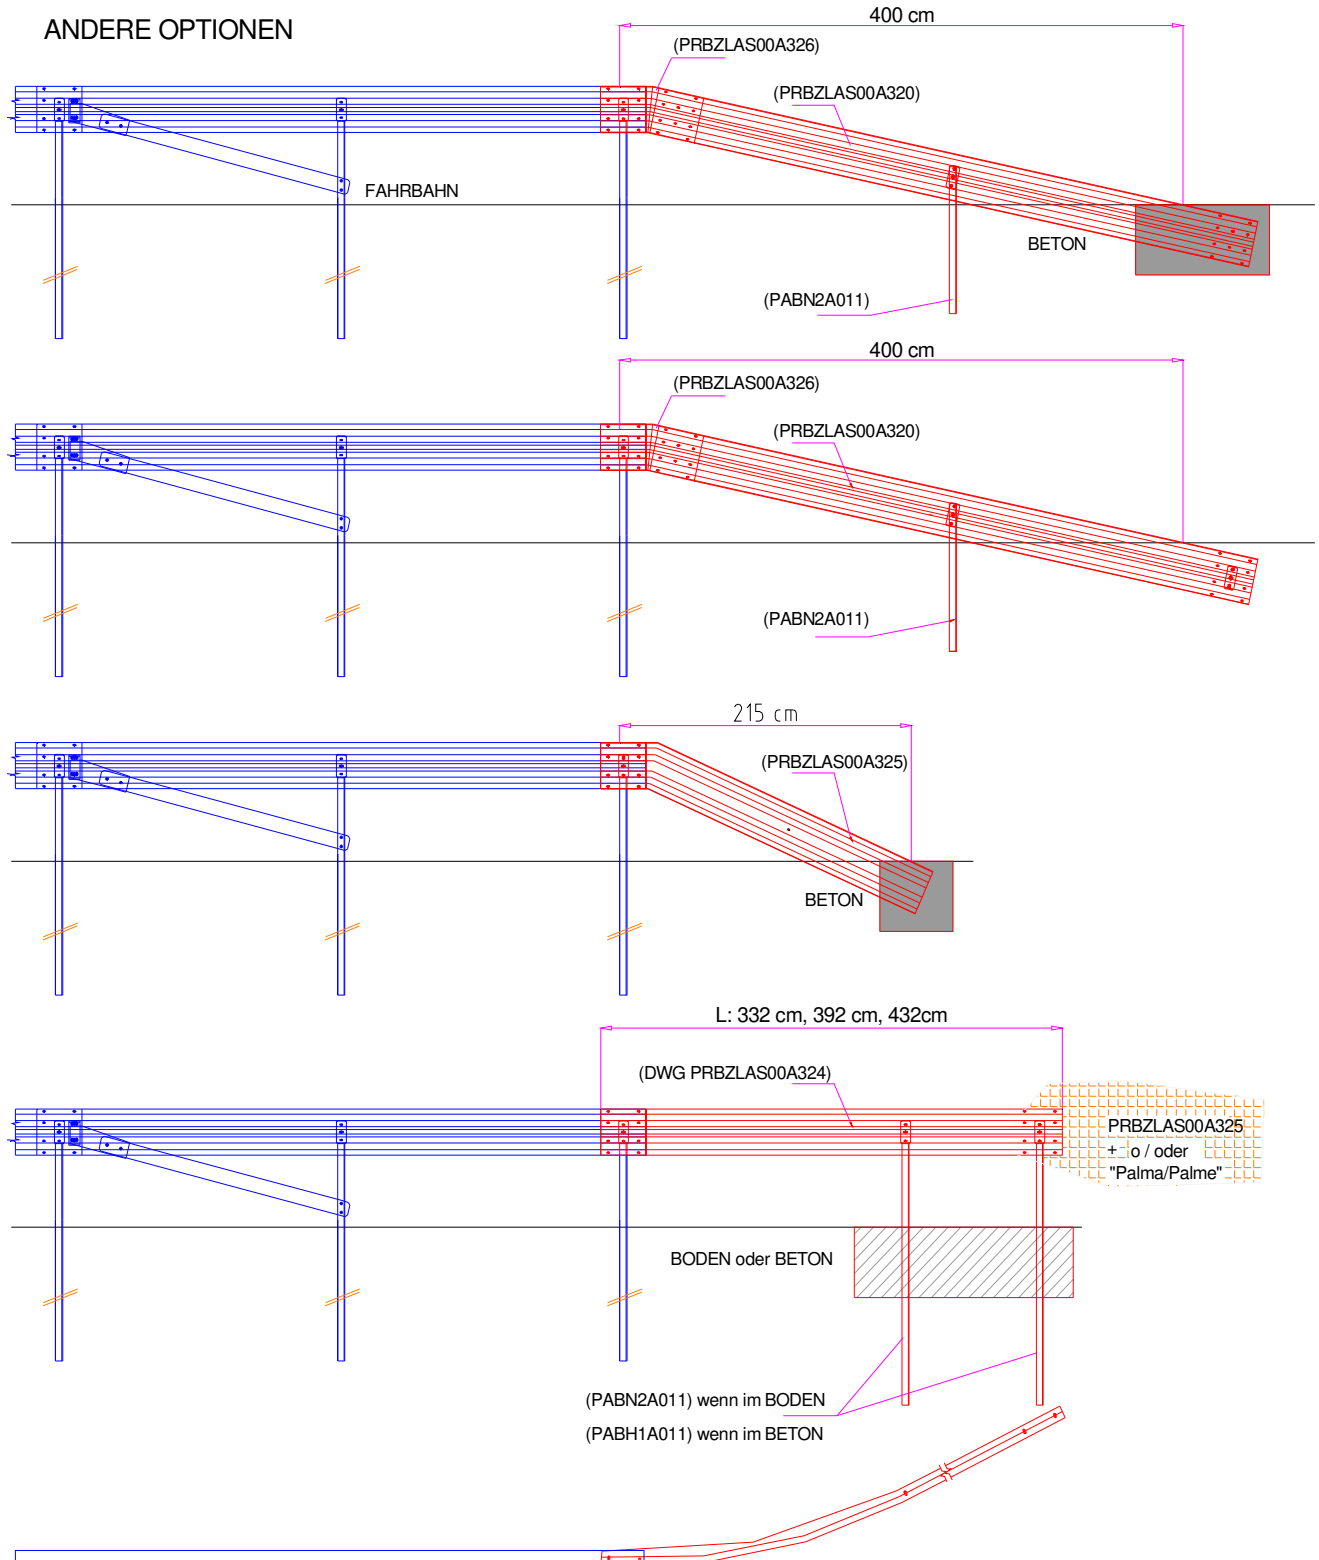 ANDERE OPTIONEN
400 cm
(PRBZLAS00A326)
(PRBZLAS00A320)
FAHRBAHN
BETON
(PABN2A011)
400 cm
(PRBZLAS00A326)
(PRBZLAS00A320)
(PABN2A011)
215 cm
(PRBZLAS00A325)
BETON
L: 332 cm, 392 cm, 432cm
(DWG PRBZLAS00A324)
PRBZLAS00A325
+ o / oder
"Palma/Palme"
BODEN oder BETON
(PABN2A011) wenn im BODEN
(PABH1A011) wenn im BETON